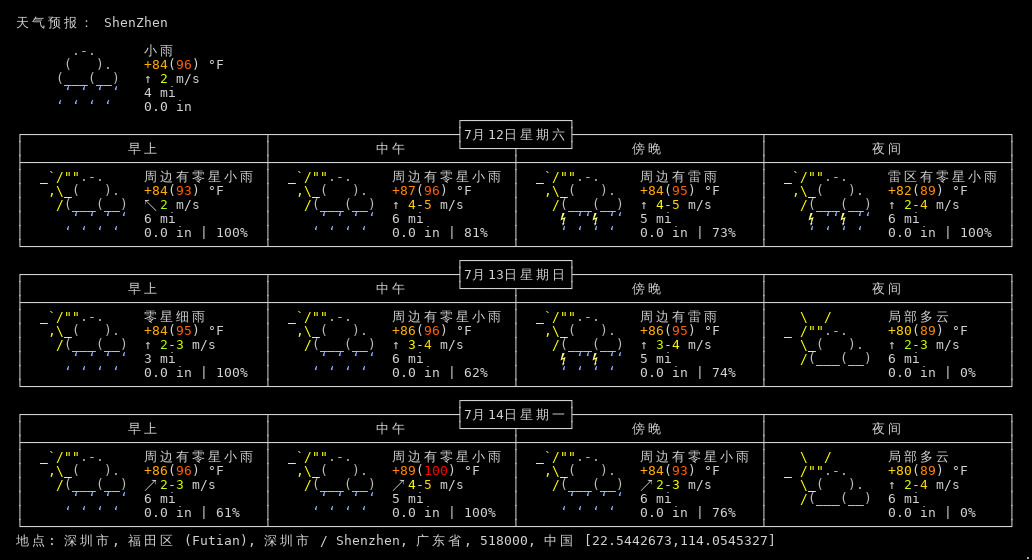 天气预报： ShenZhen
小雨
+84(96) °F
↑ 2 m/s
4 mi
0.0 in
7月12日星期六
早上 中午 傍晚 夜间
周边有零星小雨 周边有零星小雨 周边有雷雨 雷区有零星小雨
+84(93) °F +87(96) °F +84(95) °F +82(89) °F
↖ 2 m/s ↑ 4-5 m/s ↑ 4-5 m/s ↑ 2-4 m/s
6 mi 6 mi 5 mi 6 mi
0.0 in | 100% 0.0 in | 81% 0.0 in | 73% 0.0 in | 100%
7月13日星期日
早上 中午 傍晚 夜间
零星细雨 周边有零星小雨 周边有雷雨 局部多云
+84(95) °F +86(96) °F +86(95) °F +80(89) °F
↑ 2-3 m/s ↑ 3-4 m/s ↑ 3-4 m/s ↑ 2-3 m/s
3 mi 6 mi 5 mi 6 mi
0.0 in | 100% 0.0 in | 62% 0.0 in | 74% 0.0 in | 0%
7月14日星期一
早上 中午 傍晚 夜间
周边有零星小雨 周边有零星小雨 周边有零星小雨 局部多云
+86(96) °F +89(100) °F +84(93) °F +80(89) °F
↗ 2-3 m/s ↗ 4-5 m/s ↗ 2-3 m/s ↑ 2-4 m/s
6 mi 5 mi 6 mi 6 mi
0.0 in | 61% 0.0 in | 100% 0.0 in | 76% 0.0 in | 0%
地点: 深圳市, 福田区 (Futian), 深圳市 / Shenzhen, 广东省, 518000, 中国 [22.5442673,114.0545327]